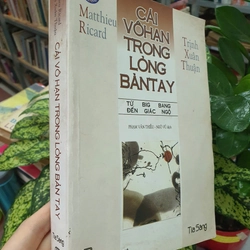 Matthieu
Ricard
CÁI
VÔ HẠN
TRONG
LÒNG
BÀN TAY
Trịnh
Xuân
Thuận
TỪ BIG BANG
ĐẾN GIÁC NGỘ
Tia Sáng
CÁI VÔ HẠN TRONG LÒNG BÀN TAY